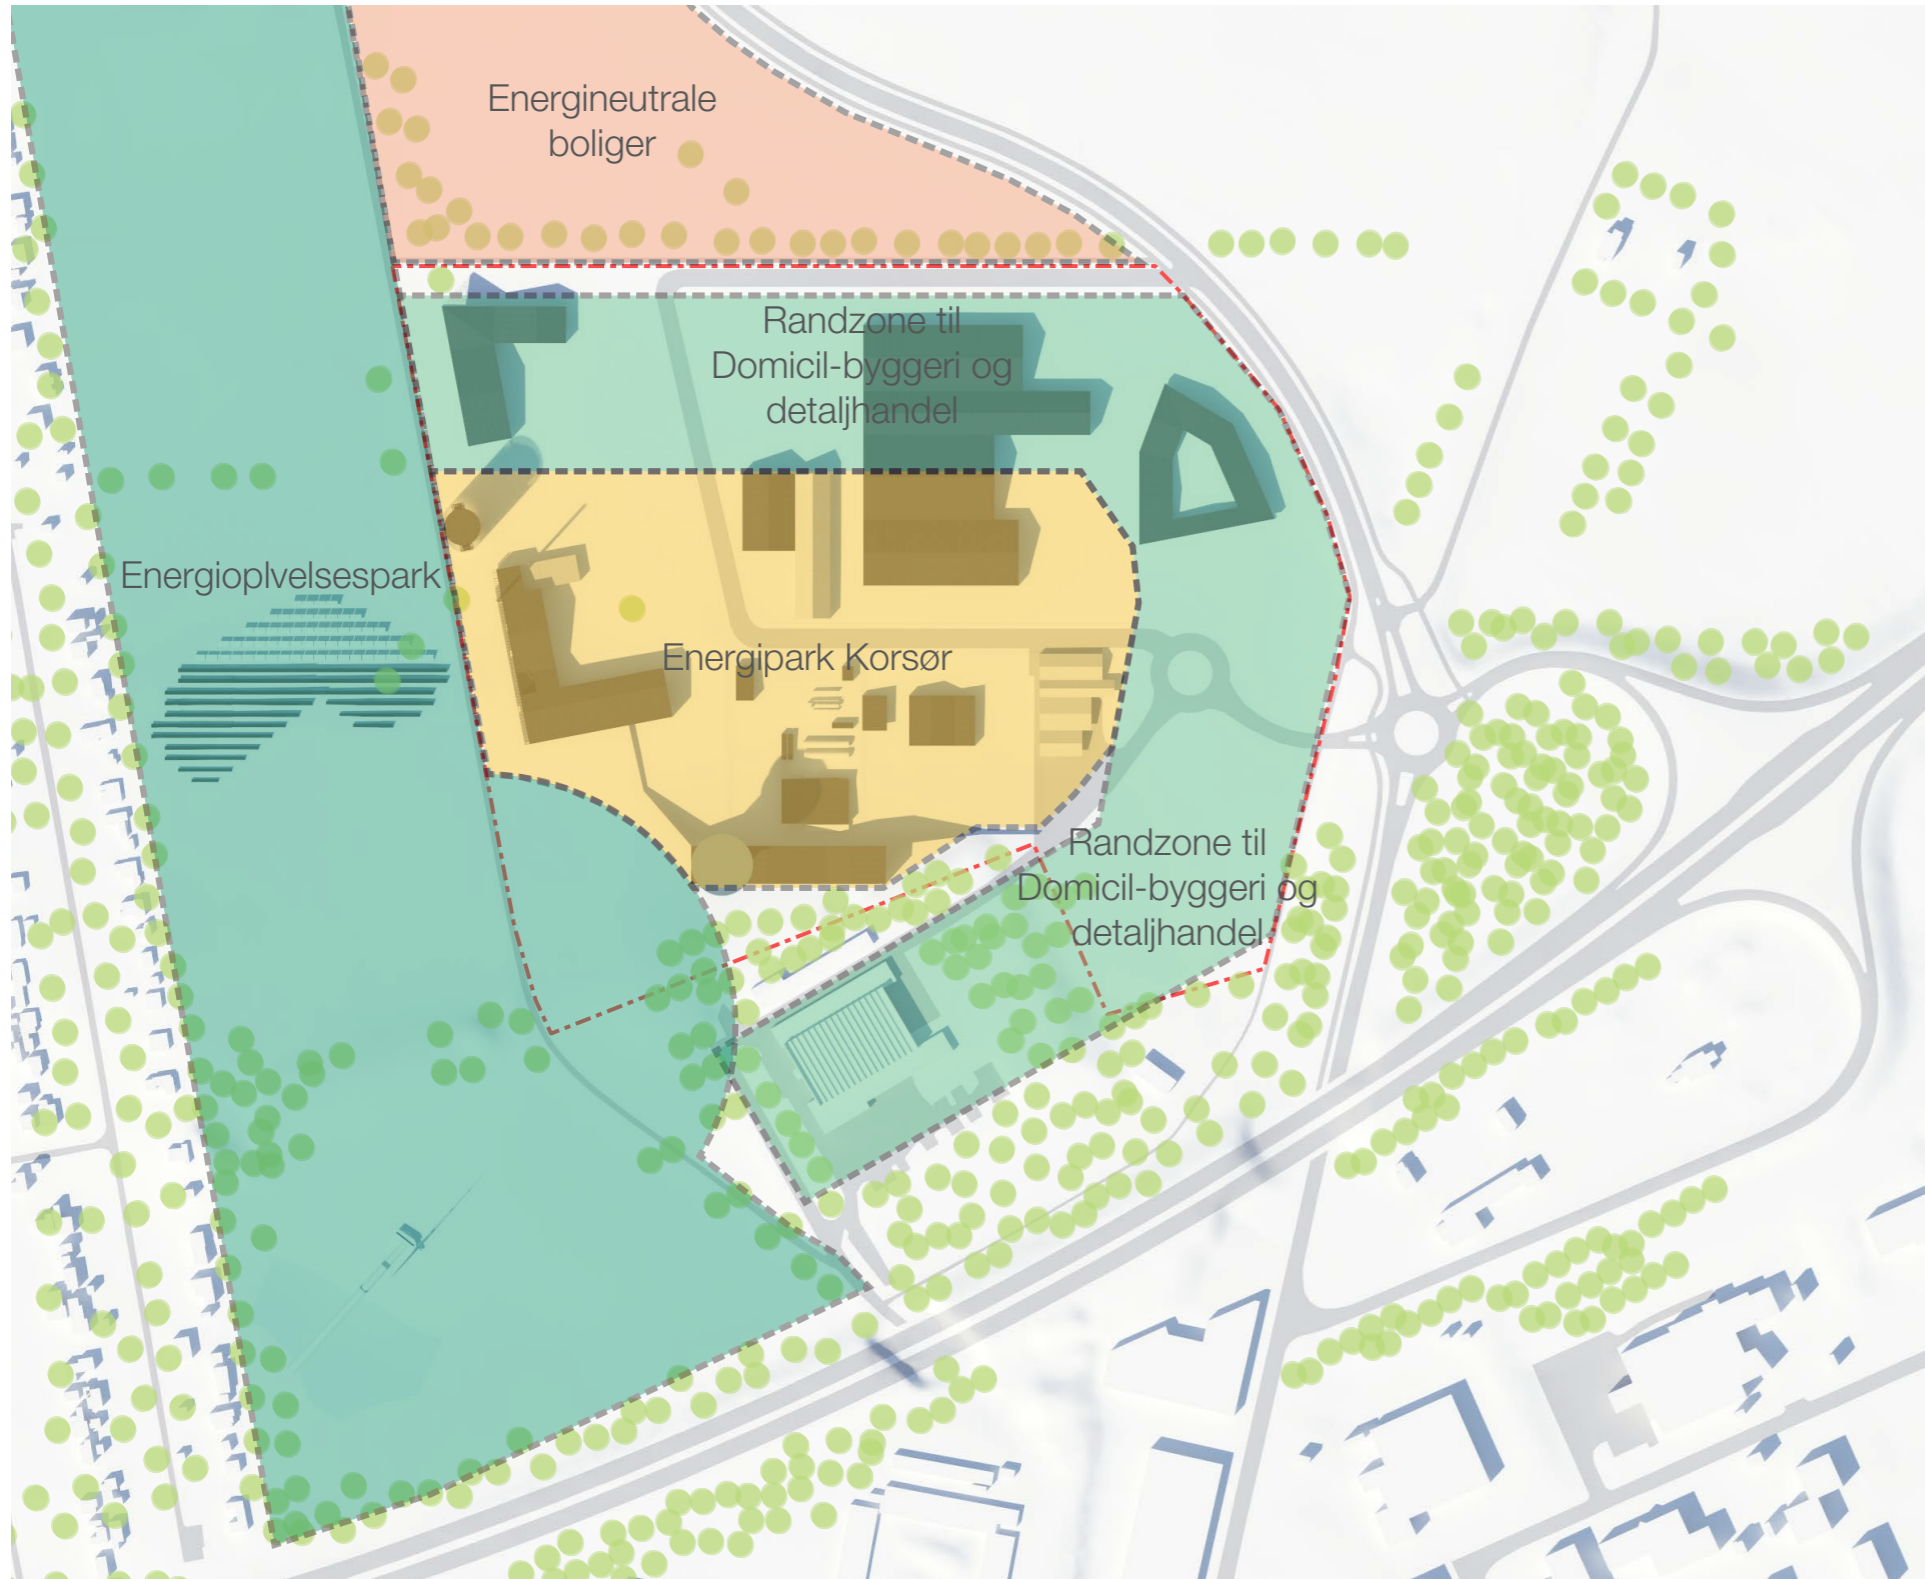 Energineutrale
boliger
Randzone til
Domicil-byggeri og
detaljhandel
Energioplvelsespark
Energipark Korsør
Randzone til
Domicil-byggeri og
detaljhandel